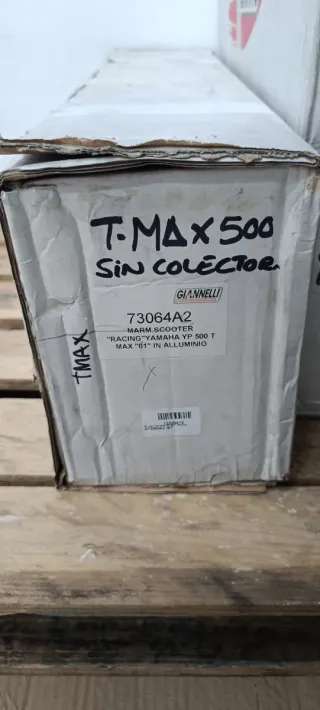 T-MAX 500
SIN COLECTOR
GIANNELLI
73064A2
MARM.SCOOTER
"RACING"YAMAHA YP 500 T
MAX "01" IN ALLUMINIO
TMAX